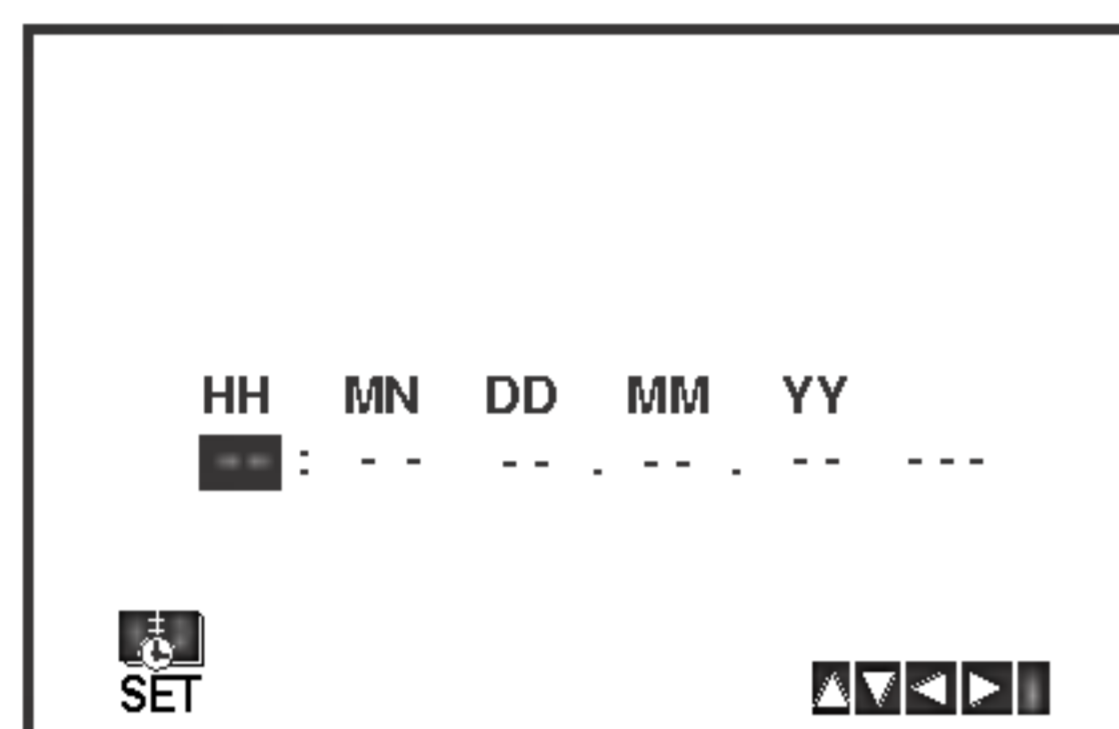 HH MN DD MM YY
-- : -- -- . -- . -- ---
SET